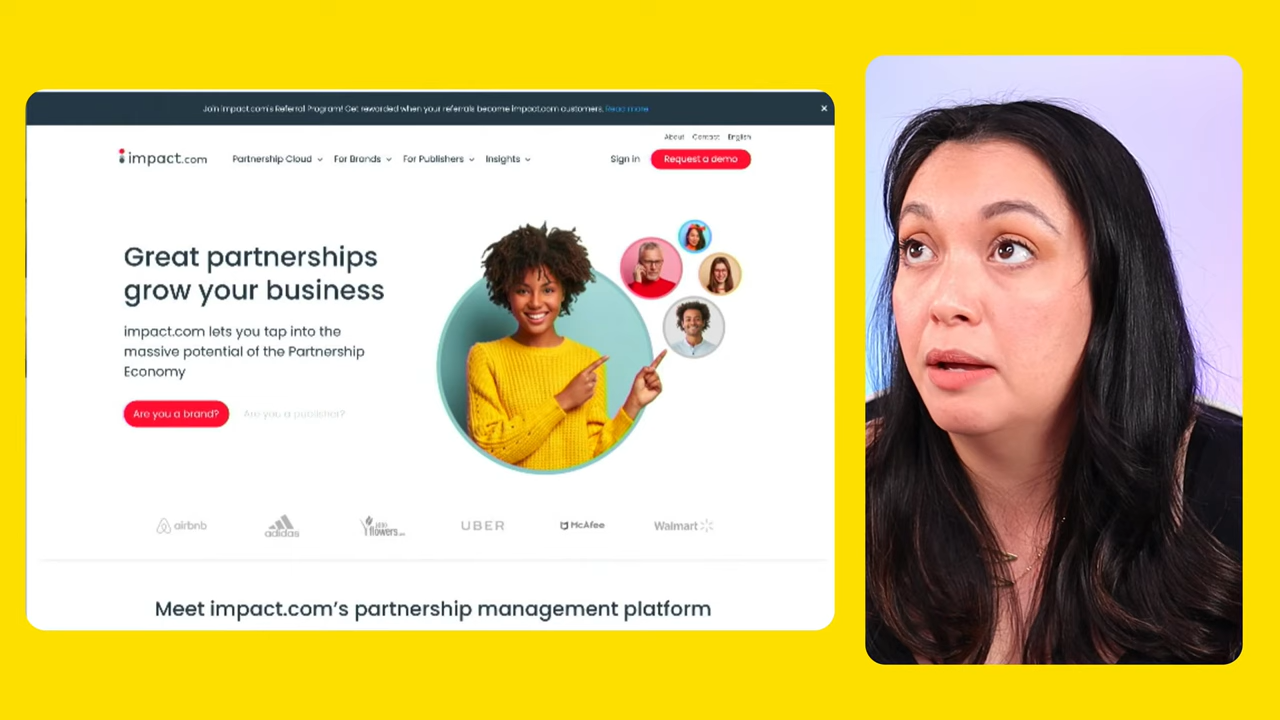 Join impact.com's Referral Program! Get rewarded when your referrals become impact.com customers. Read more
×
About Contact English
impact.com Partnership Cloud For Brands For Publishers Insights Sign In Request a demo
Great partnerships
grow your business
impact.com lets you tap into the
massive potential of the Partnership
Economy
Are you a brand? Are you a publisher?
airbnb adidas flowers UBER McAfee Walmart
Meet impact.com's partnership management platform